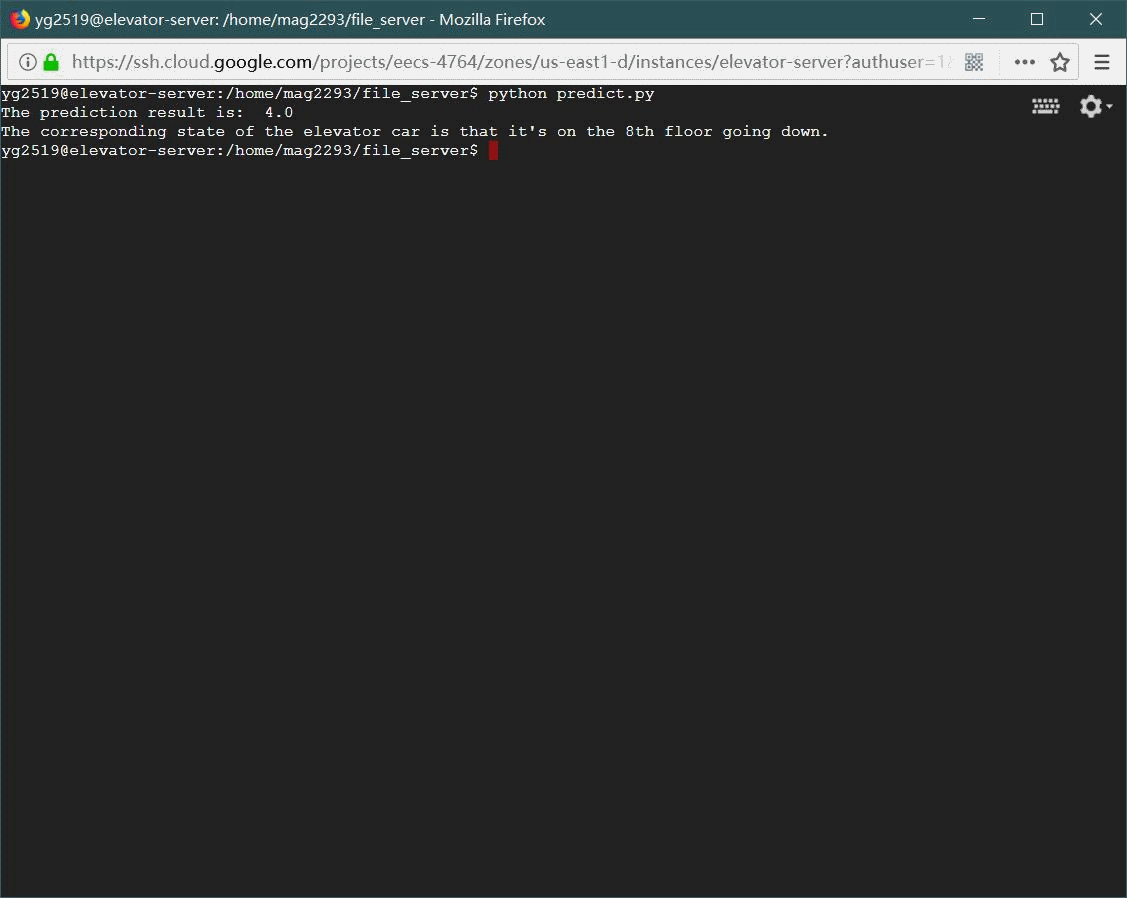 yg2519@elevator-server: /home/mag2293/file_server - Mozilla Firefox
https://ssh.cloud.google.com/projects/eecs-4764/zones/us-east1-d/instances/elevator-server?authuser=1
yg2519@elevator-server:/home/mag2293/file_server$ python predict.py
The prediction result is:  4.0
The corresponding state of the elevator car is that it's on the 8th floor going down.
yg2519@elevator-server:/home/mag2293/file_server$